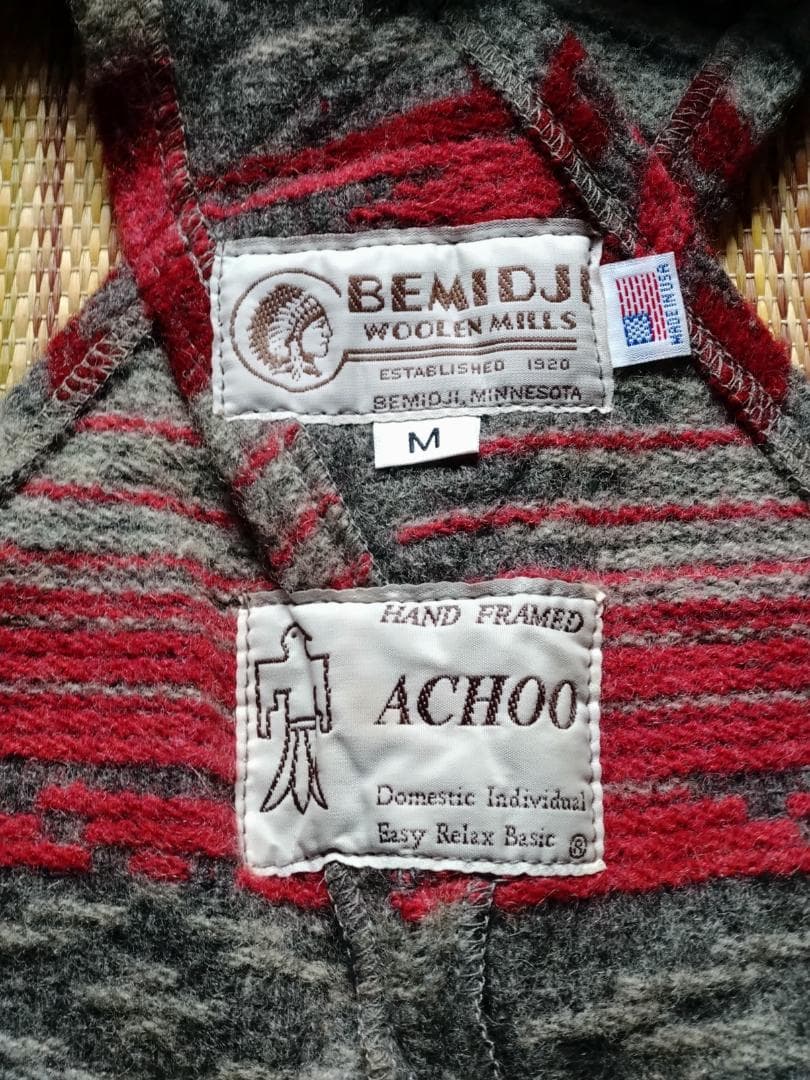 BEMIDJI
WOOLEN MILLS
ESTABLISHED 1920
BEMIDJI, MINNESOTA
MADE IN USA
M
HAND FRAMED
ACHOO
Domestic Individual
Easy Relax Basic ®